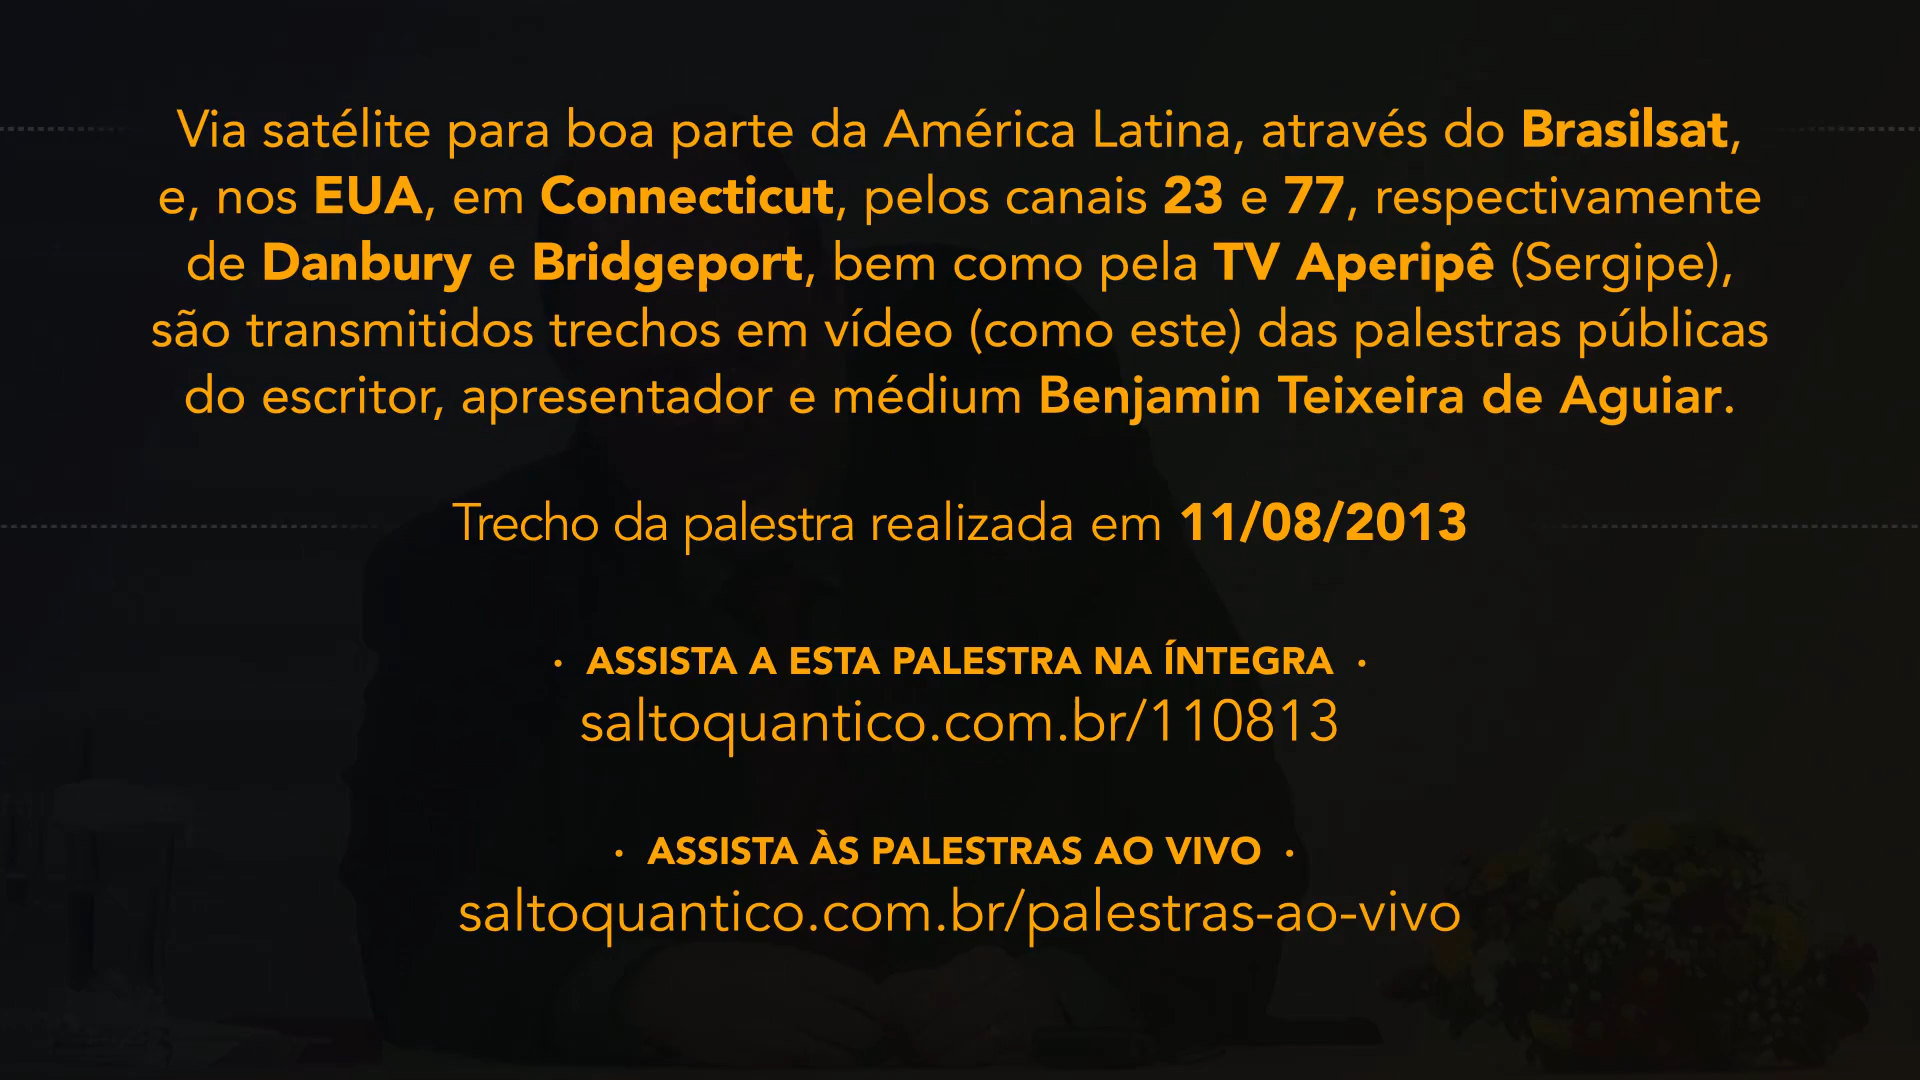 Via satélite para boa parte da América Latina, através do Brasilsat,
e, nos EUA, em Connecticut, pelos canais 23 e 77, respectivamente
de Danbury e Bridgeport, bem como pela TV Aperipê (Sergipe),
são transmitidos trechos em vídeo (como este) das palestras públicas
do escritor, apresentador e médium Benjamin Teixeira de Aguiar.
Trecho da palestra realizada em 11/08/2013
· ASSISTA A ESTA PALESTRA NA ÍNTEGRA ·
saltoquantico.com.br/110813
· ASSISTA ÀS PALESTRAS AO VIVO ·
saltoquantico.com.br/palestras-ao-vivo